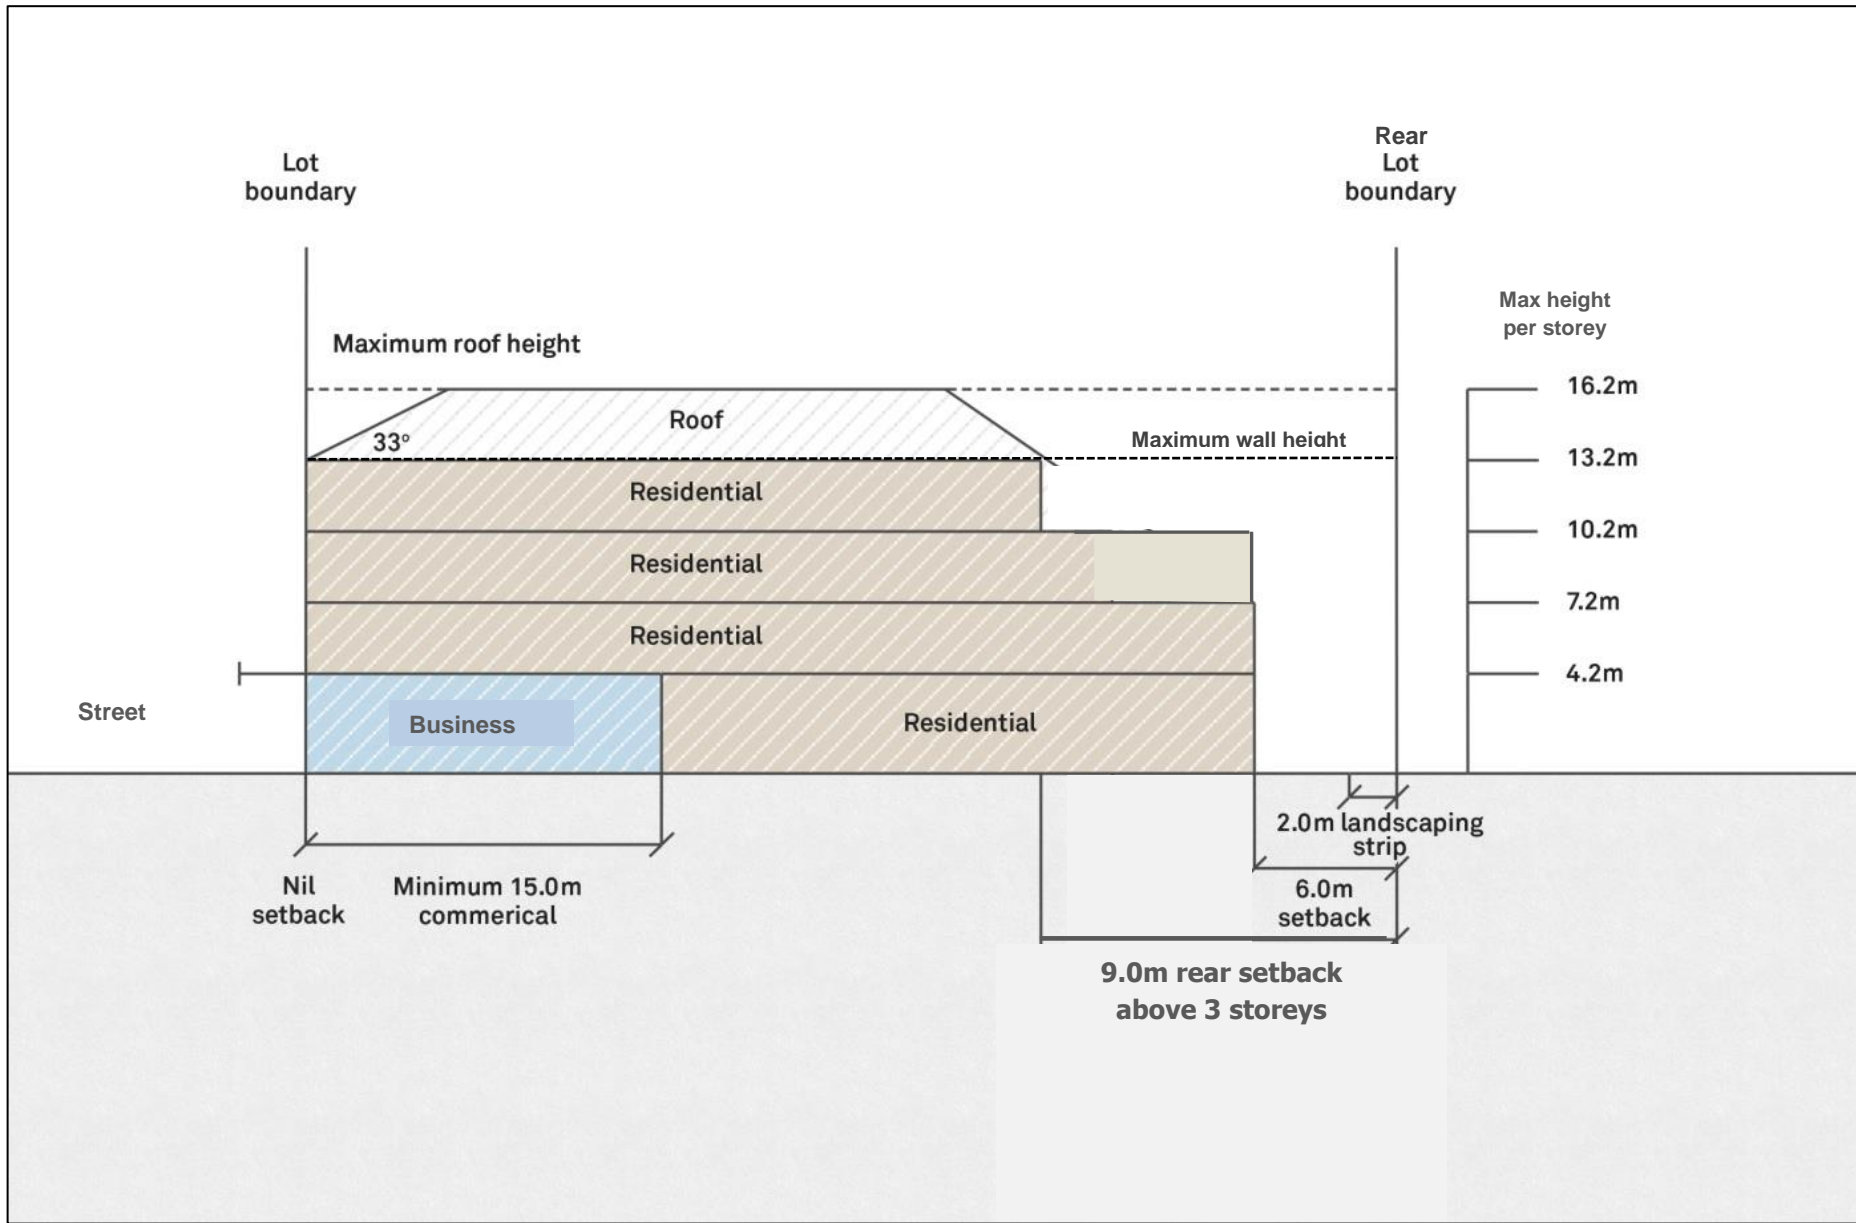 Lot
boundary
Rear
Lot
boundary
Max height
per storey
Maximum roof height
16.2m
Roof
33°
Maximum wall height
13.2m
Residential
10.2m
Residential
7.2m
Residential
4.2m
Street
Business
Residential
2.0m landscaping
strip
Nil
setback
Minimum 15.0m
commerical
6.0m
setback
9.0m rear setback
above 3 storeys